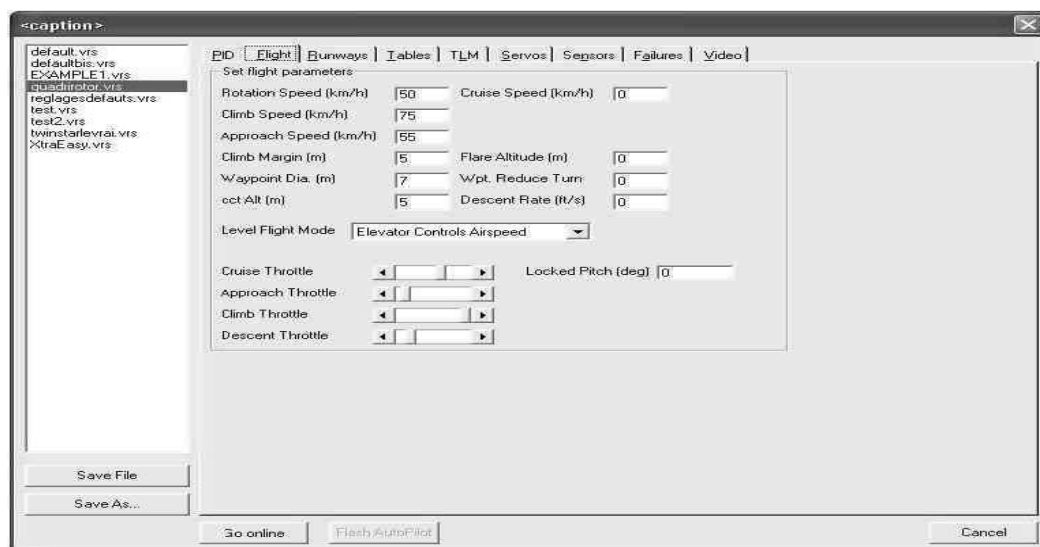 <caption>
default.vrs
defaultbis.vrs
EXAMPLE1.vrs
quadrirotor.vrs
reglagesdefauts.vrs
test.vrs
test2.vrs
twinstarlevrai.vrs
XtraEasy.vrs
Save File
Save As...
PID Flight Runways Tables TLM Servos Sensors Failures Video
Set flight parameters
Rotation Speed (km/h) 50 Cruise Speed (km/h) 0
Climb Speed (km/h) 75
Approach Speed (km/h) 55
Climb Margin (m) 5 Flare Altitude (m) 0
Waypoint Dia. (m) 7 Wpt. Reduce Turn 0
cct Alt (m) 5 Descent Rate (ft/s) 0
Level Flight Mode Elevator Controls Airspeed
Cruise Throttle Locked Pitch (deg) 0
Approach Throttle
Climb Throttle
Descent Throttle
Go online Flash AutoPilot Cancel